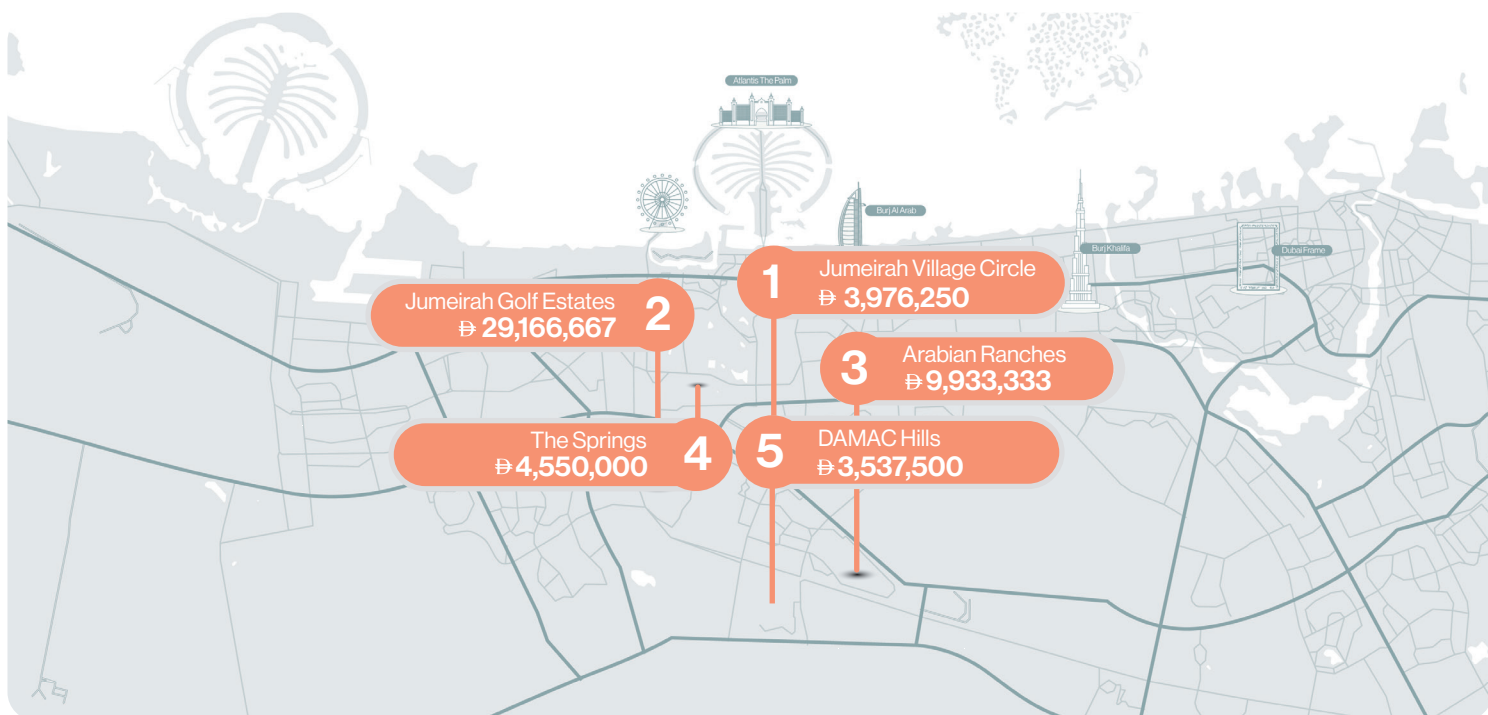 Atlantis The Palm
Burj Al Arab
Burj Khalifa
Dubai Frame
1
Jumeirah Village Circle
3,976,250
2
Jumeirah Golf Estates
29,166,667
3
Arabian Ranches
9,933,333
4
The Springs
4,550,000
5
DAMAC Hills
3,537,500